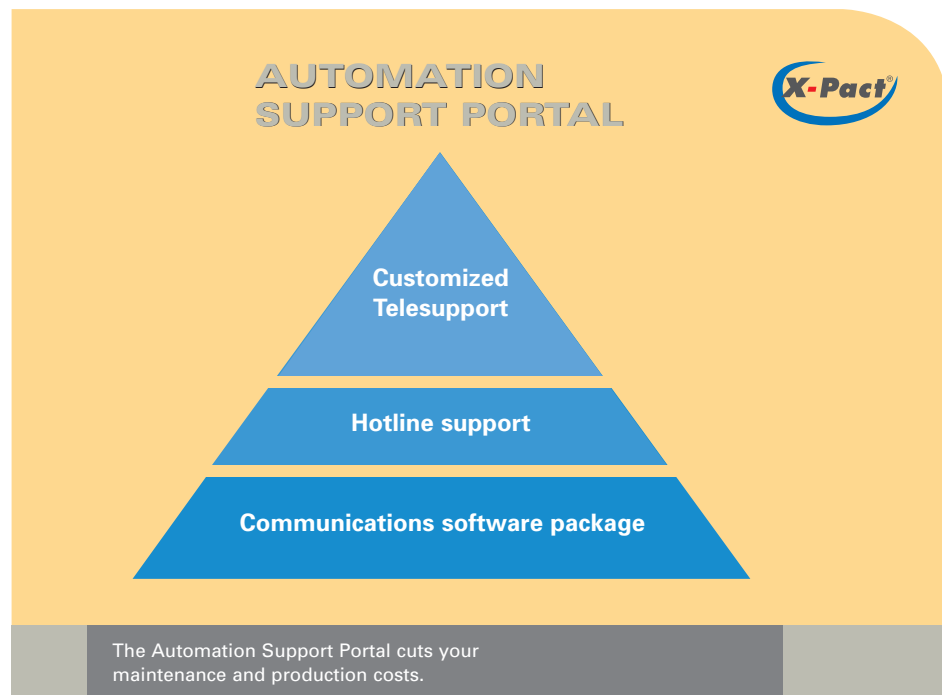 AUTOMATION
SUPPORT PORTAL
X-Pact®
Customized
Telesupport
Hotline support
Communications software package
The Automation Support Portal cuts your
maintenance and production costs.